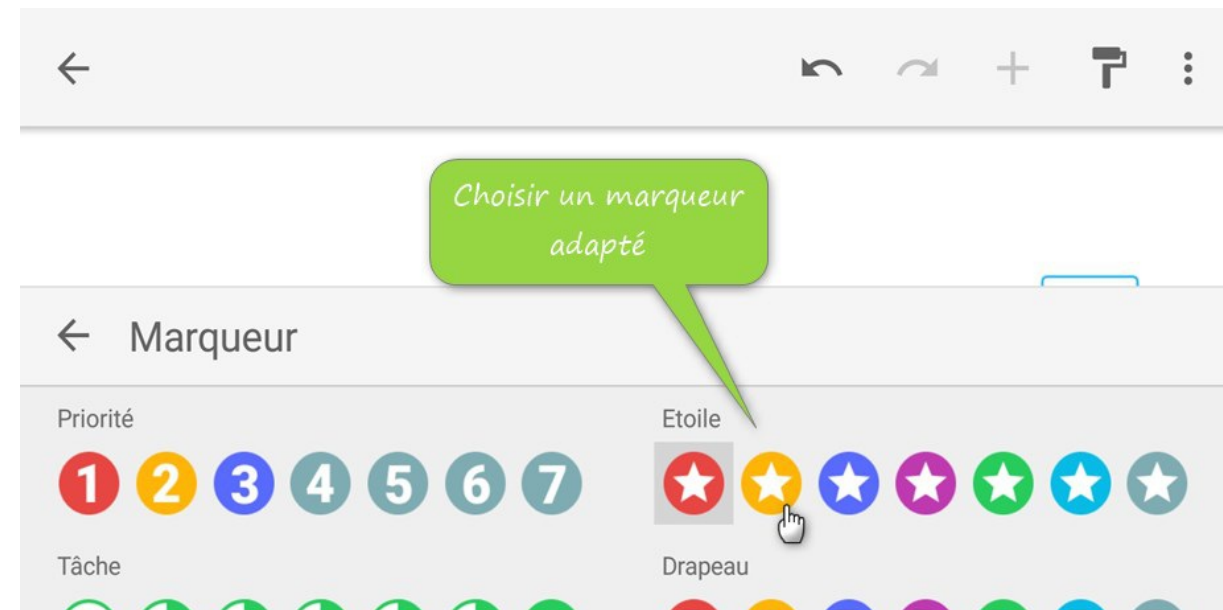 Choisir un marqueur
adapté
Marqueur
Priorité
Etoile
1 2 3 4 5 6 7
Tâche
Drapeau